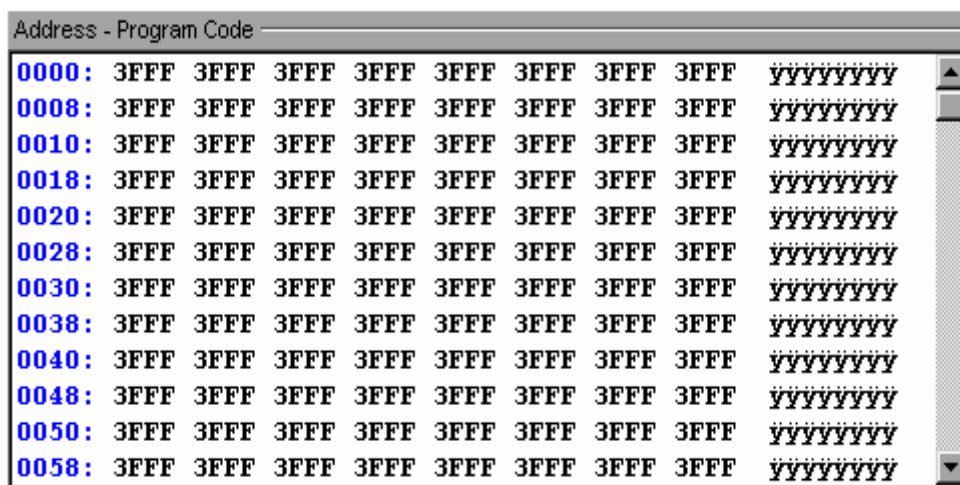 Address - Program Code
0000: 3FFF 3FFF 3FFF 3FFF 3FFF 3FFF 3FFF 3FFF ÿÿÿÿÿÿÿÿ
0008: 3FFF 3FFF 3FFF 3FFF 3FFF 3FFF 3FFF 3FFF ÿÿÿÿÿÿÿÿ
0010: 3FFF 3FFF 3FFF 3FFF 3FFF 3FFF 3FFF 3FFF ÿÿÿÿÿÿÿÿ
0018: 3FFF 3FFF 3FFF 3FFF 3FFF 3FFF 3FFF 3FFF ÿÿÿÿÿÿÿÿ
0020: 3FFF 3FFF 3FFF 3FFF 3FFF 3FFF 3FFF 3FFF ÿÿÿÿÿÿÿÿ
0028: 3FFF 3FFF 3FFF 3FFF 3FFF 3FFF 3FFF 3FFF ÿÿÿÿÿÿÿÿ
0030: 3FFF 3FFF 3FFF 3FFF 3FFF 3FFF 3FFF 3FFF ÿÿÿÿÿÿÿÿ
0038: 3FFF 3FFF 3FFF 3FFF 3FFF 3FFF 3FFF 3FFF ÿÿÿÿÿÿÿÿ
0040: 3FFF 3FFF 3FFF 3FFF 3FFF 3FFF 3FFF 3FFF ÿÿÿÿÿÿÿÿ
0048: 3FFF 3FFF 3FFF 3FFF 3FFF 3FFF 3FFF 3FFF ÿÿÿÿÿÿÿÿ
0050: 3FFF 3FFF 3FFF 3FFF 3FFF 3FFF 3FFF 3FFF ÿÿÿÿÿÿÿÿ
0058: 3FFF 3FFF 3FFF 3FFF 3FFF 3FFF 3FFF 3FFF ÿÿÿÿÿÿÿÿ